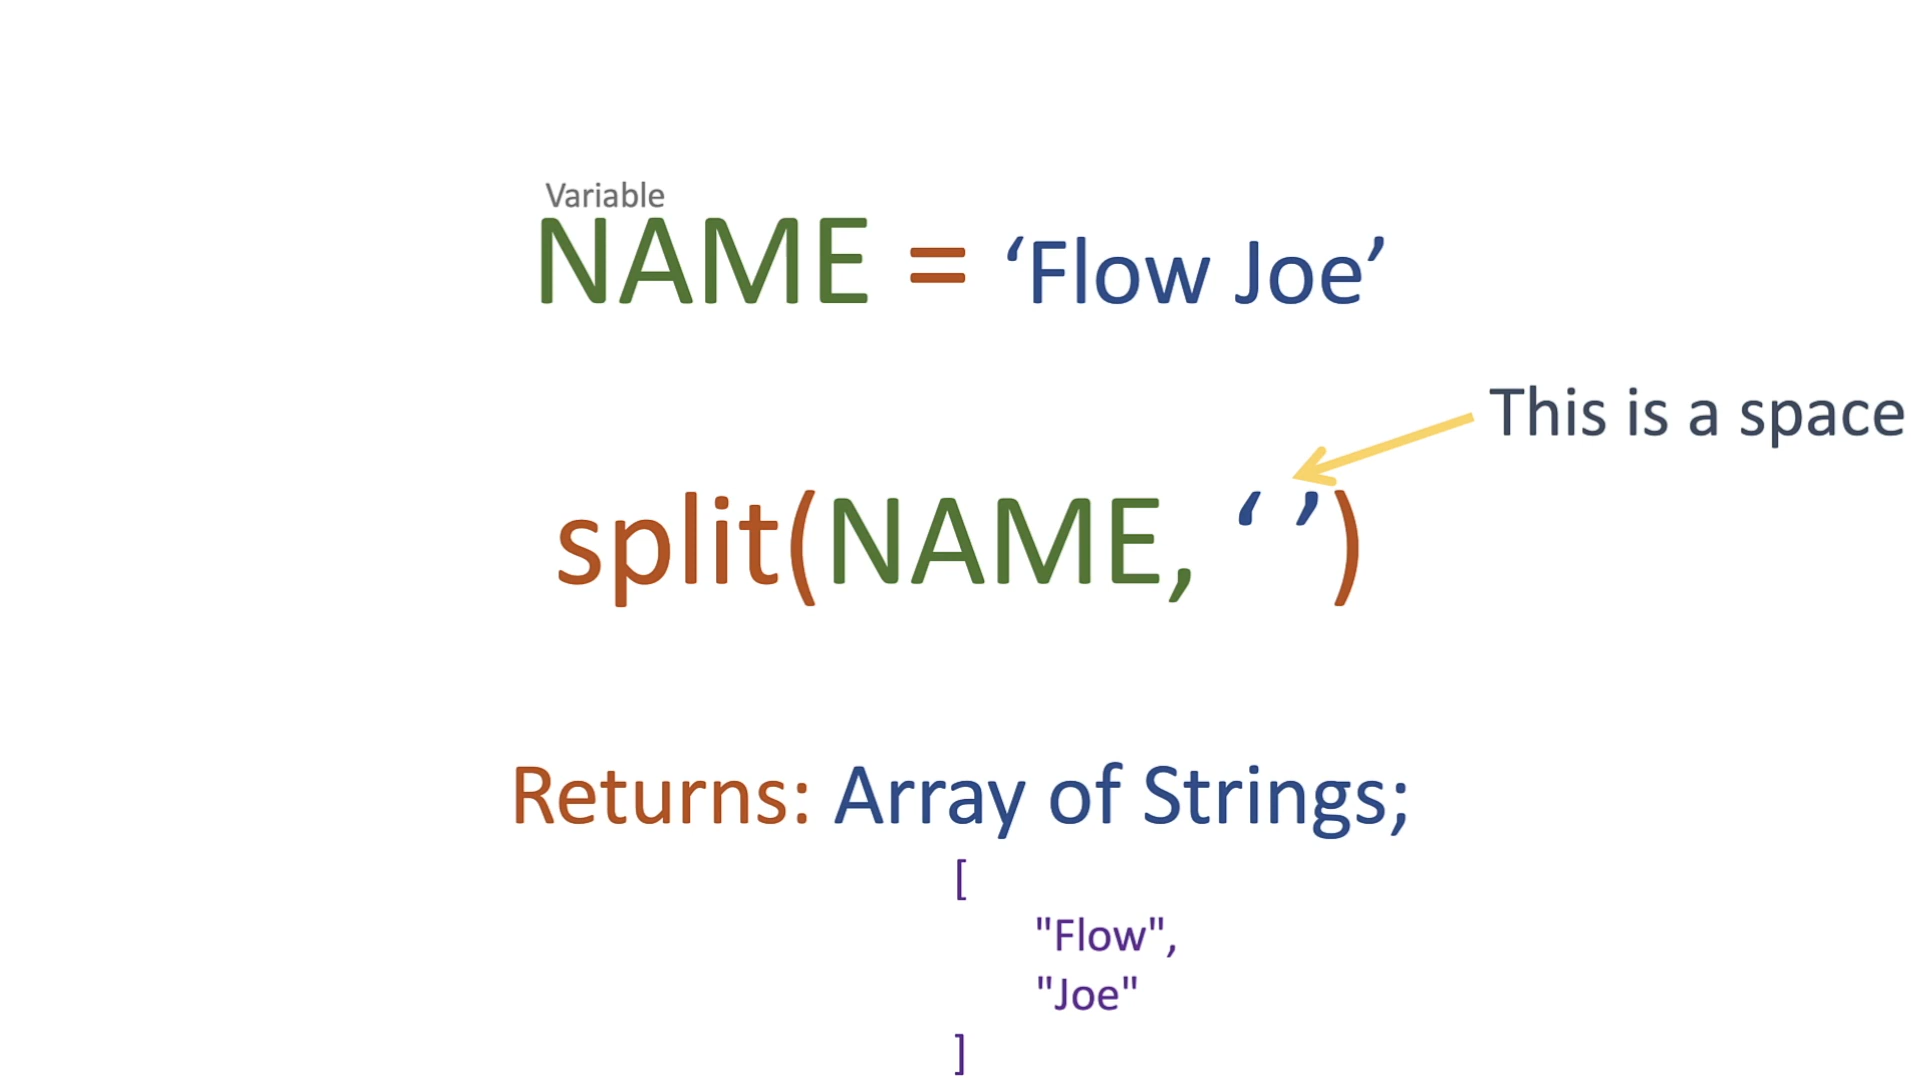 Variable
NAME = ‘Flow Joe’
This is a space
split(NAME, ‘ ’)
Returns: Array of Strings;
[
"Flow",
"Joe"
]